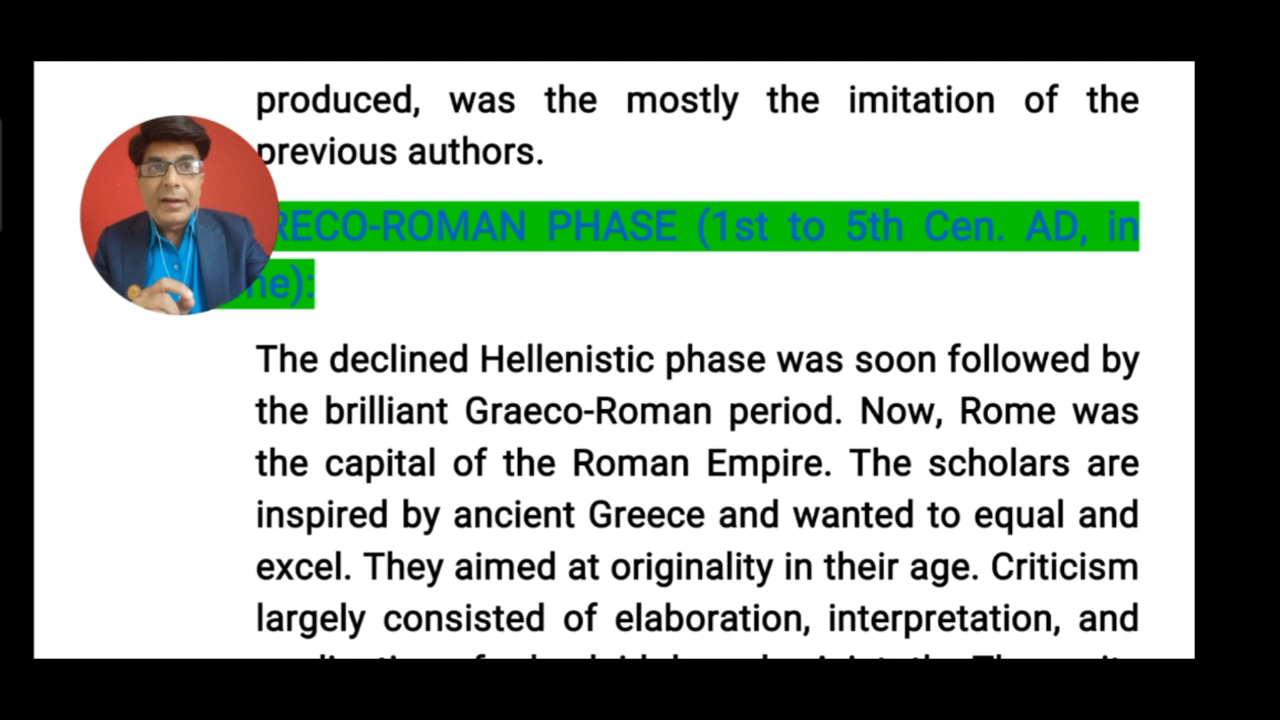 produced, was the mostly the imitation of the
previous authors.
RECO-ROMAN PHASE (1st to 5th Cen. AD, in
ne):
The declined Hellenistic phase was soon followed by
the brilliant Graeco-Roman period. Now, Rome was
the capital of the Roman Empire. The scholars are
inspired by ancient Greece and wanted to equal and
excel. They aimed at originality in their age. Criticism
largely consisted of elaboration, interpretation, and